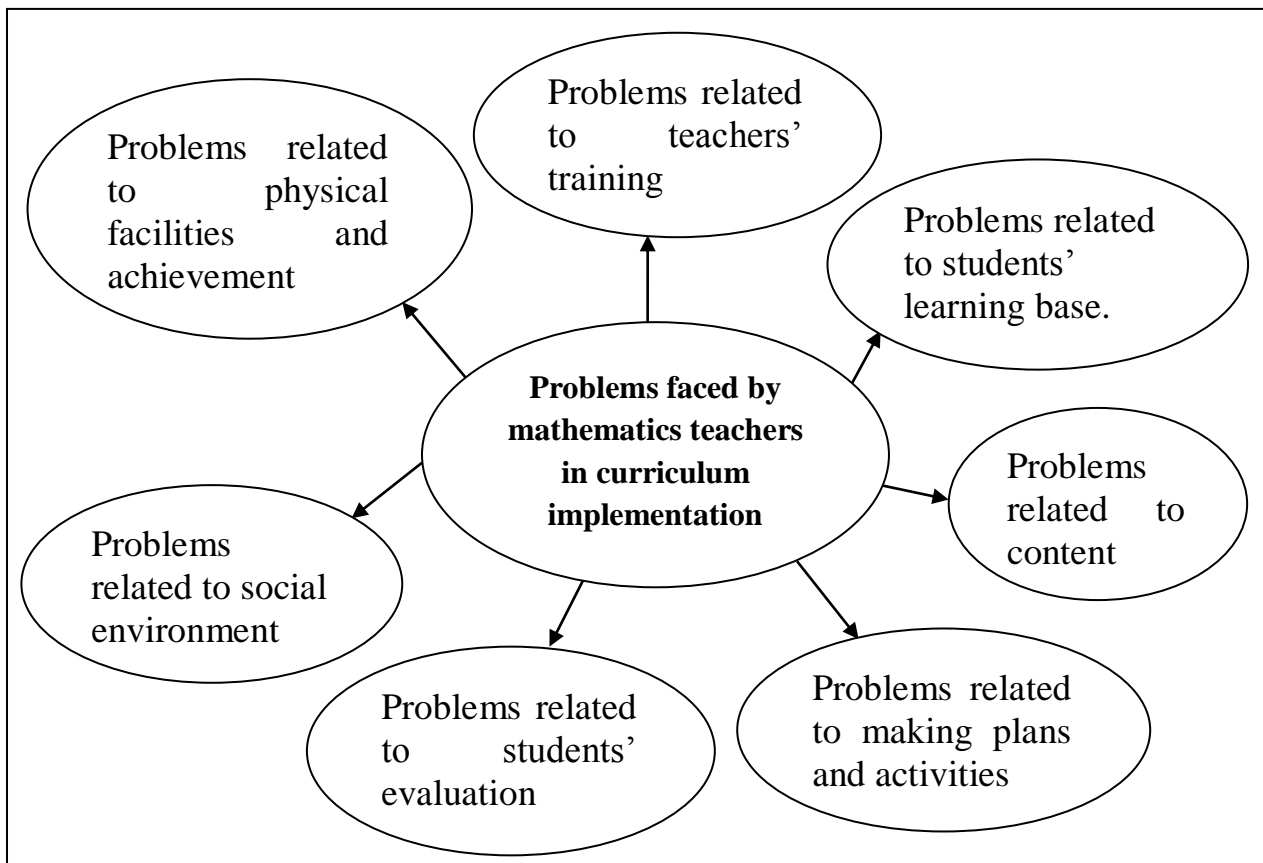 Problems related
to physical
facilities and
achievement
Problems related
to teachers’
training
Problems related
to students’
learning base.
Problems faced by
mathematics teachers
in curriculum
implementation
Problems
related to
content
Problems
related to social
environment
Problems related
to students’
evaluation
Problems related
to making plans
and activities